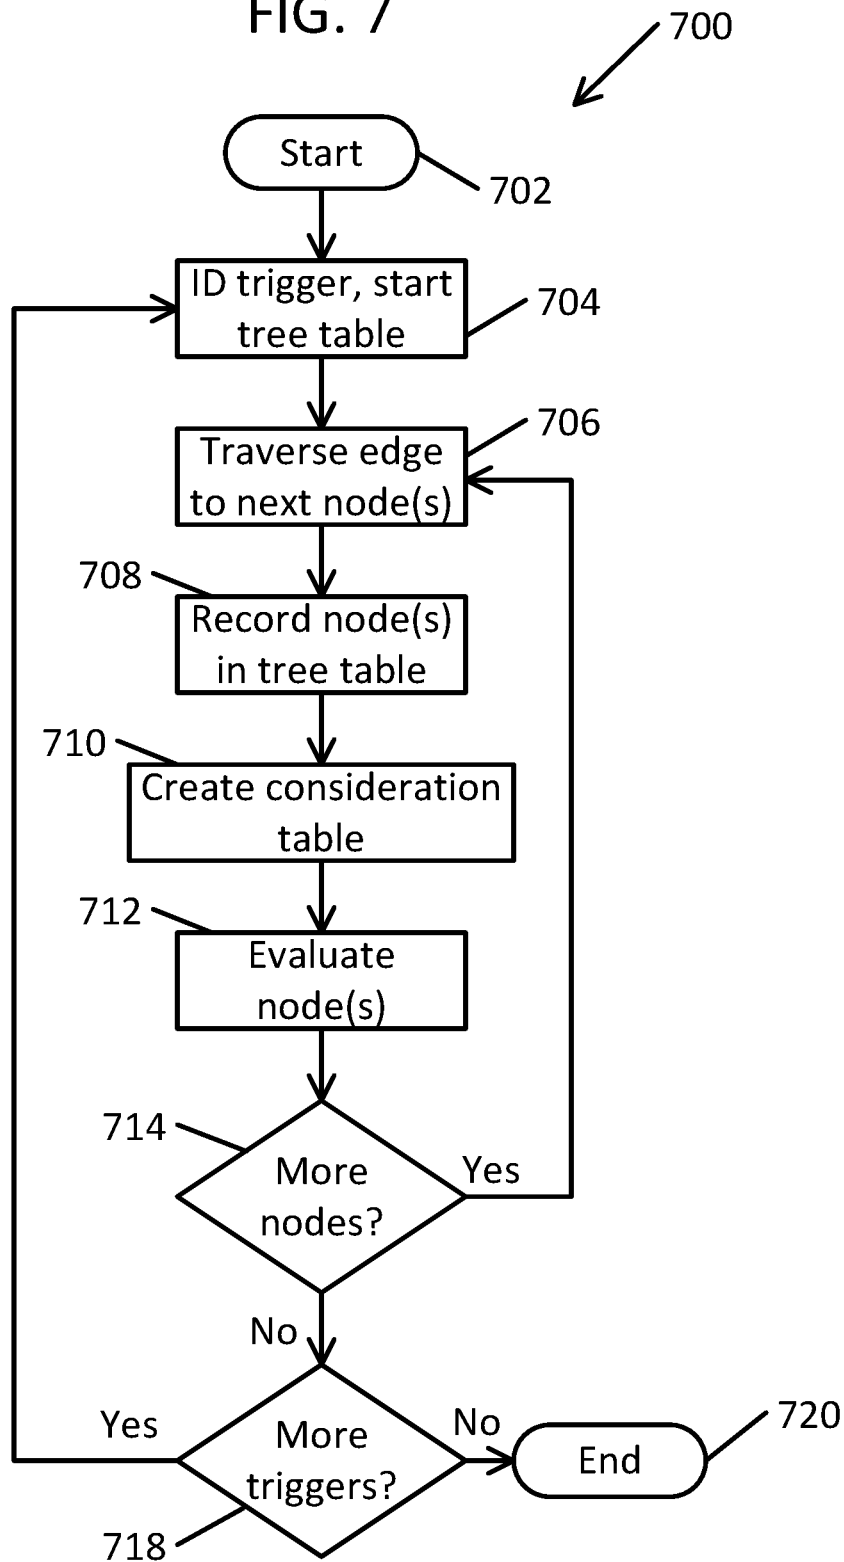 FIG. 7
700
Start
702
ID trigger, start
tree table
704
706
Traverse edge
to next node(s)
708
Record node(s)
in tree table
710
Create consideration
table
712
Evaluate
node(s)
714
More
nodes?
Yes
No
Yes
More
triggers?
No
End
720
718